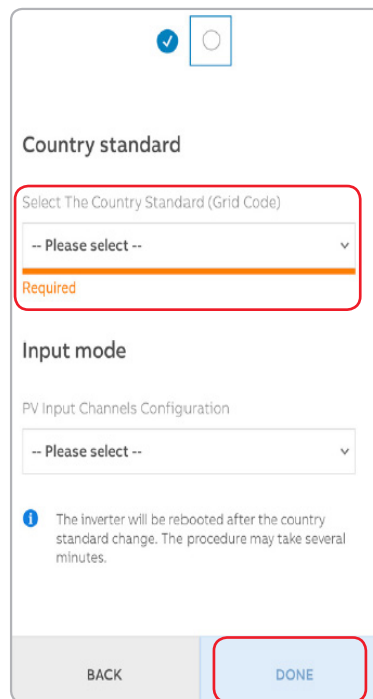 Country standard
Select The Country Standard (Grid Code)
-- Please select --
Required
Input mode
PV Input Channels Configuration
-- Please select --
The inverter will be rebooted after the country
standard change. The procedure may take several
minutes.
BACK
DONE